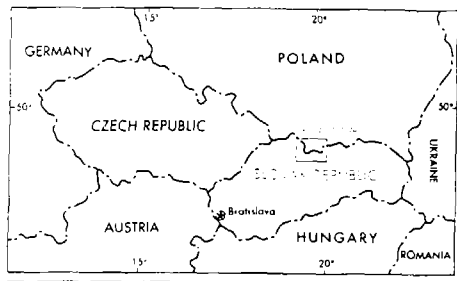 15° 20°
GERMANY POLAND
50° 50°
CZECH REPUBLIC
SLOVAK REPUBLIC
UKRAINE
Bratislava
AUSTRIA HUNGARY
ROMANIA
15° 20°